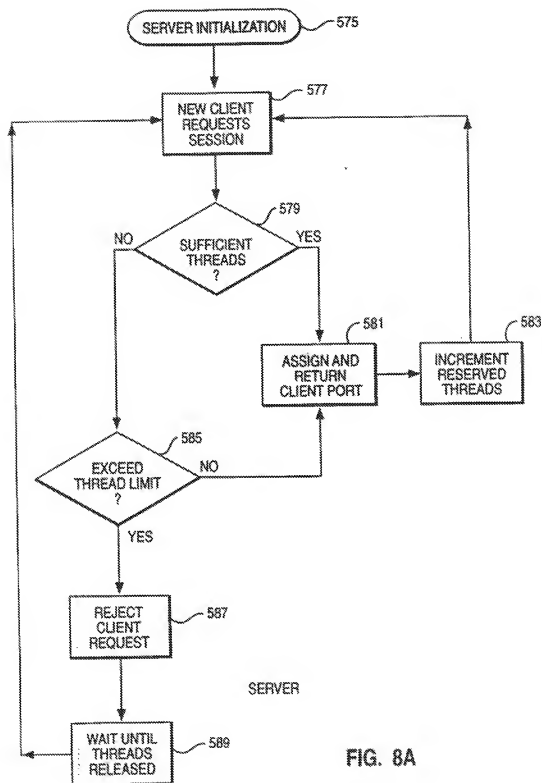 SERVER INITIALIZATION
575
577
NEW CLIENT
REQUESTS
SESSION
579
NO
YES
SUFFICIENT
THREADS
?
581
583
ASSIGN AND
RETURN
CLIENT PORT
INCREMENT
RESERVED
THREADS
585
EXCEED
THREAD LIMIT
?
NO
YES
REJECT
CLIENT
REQUEST
587
SERVER
WAIT UNTIL
THREADS
RELEASED
589
FIG. 8A